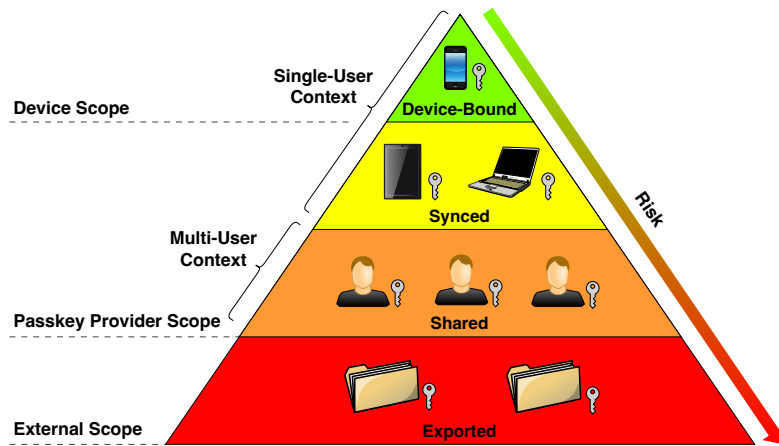 Single-User
Context
Device Scope
Device-Bound
Risk
Synced
Multi-User
Context
Passkey Provider Scope
Shared
External Scope
Exported